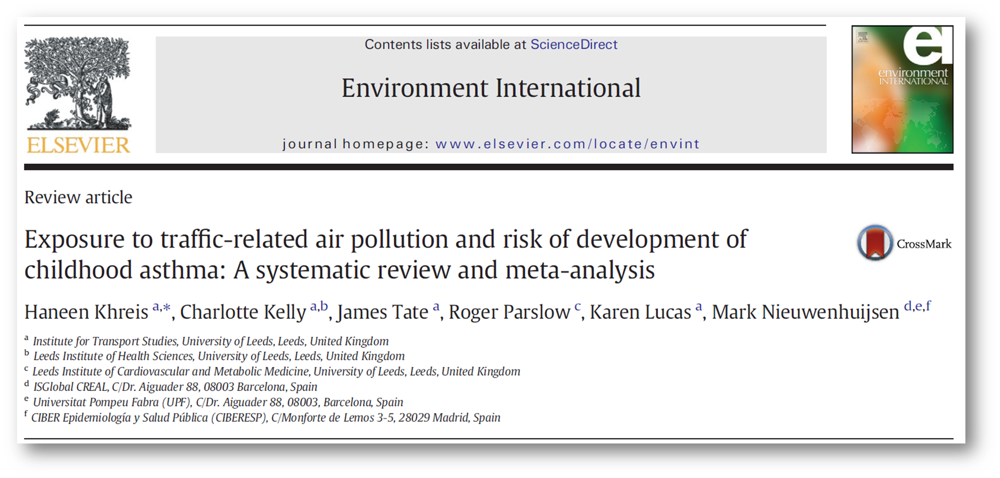 Contents lists available at ScienceDirect
Environment International
journal homepage: www.elsevier.com/locate/envint
ELSEVIER
ei
environment
INTERNATIONAL
Review article
Exposure to traffic-related air pollution and risk of development of
childhood asthma: A systematic review and meta-analysis
CrossMark
Haneen Khreis a,*, Charlotte Kelly a,b, James Tate a, Roger Parslow c, Karen Lucas a, Mark Nieuwenhuijsen d,e,f
a Institute for Transport Studies, University of Leeds, Leeds, United Kingdom
b Leeds Institute of Health Sciences, University of Leeds, Leeds, United Kingdom
c Leeds Institute of Cardiovascular and Metabolic Medicine, University of Leeds, Leeds, United Kingdom
d ISGlobal CREAL, C/Dr. Aiguader 88, 08003 Barcelona, Spain
e Universitat Pompeu Fabra (UPF), C/Dr. Aiguader 88, 08003, Barcelona, Spain
f CIBER Epidemiología y Salud Pública (CIBERESP), C/Monforte de Lemos 3-5, 28029 Madrid, Spain